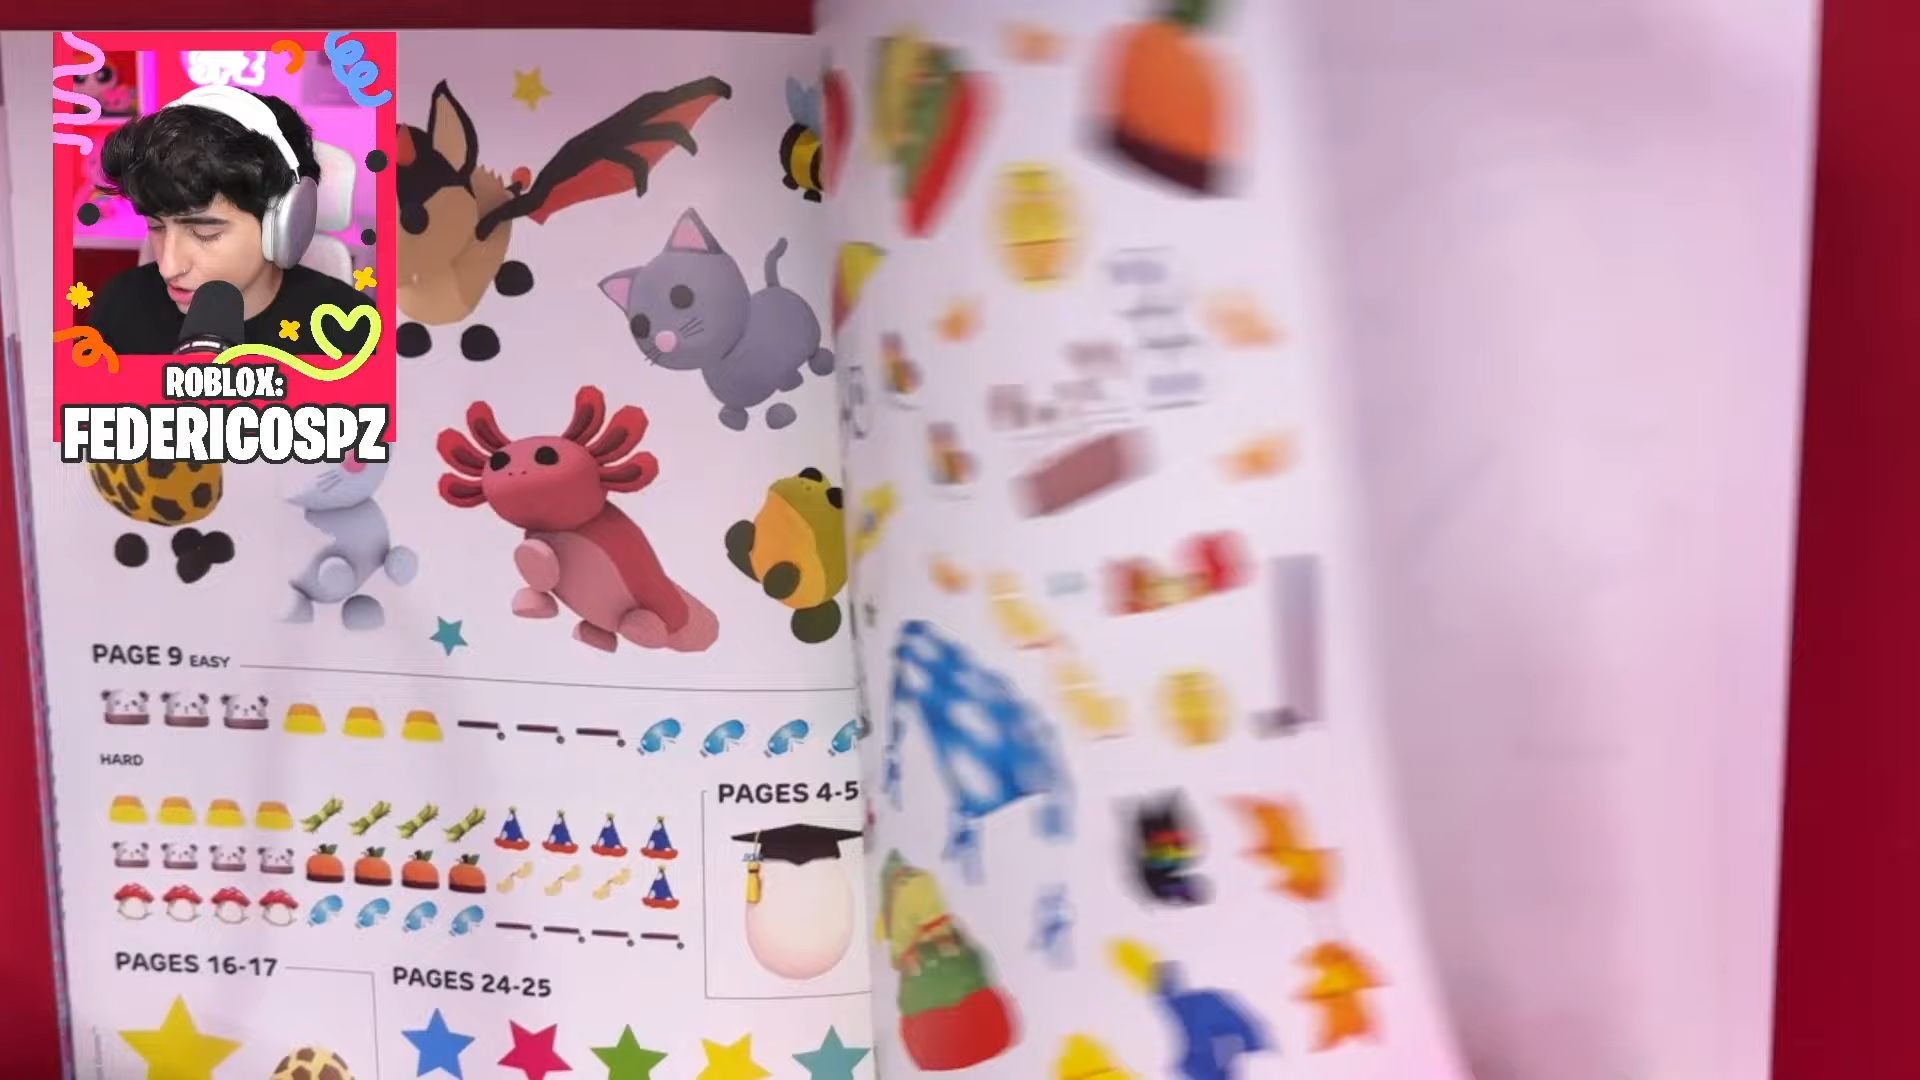 ROBLOX:
FEDERICOSPZ
PAGE 9 EASY
HARD
PAGES 4-5
PAGES 16-17
PAGES 24-25